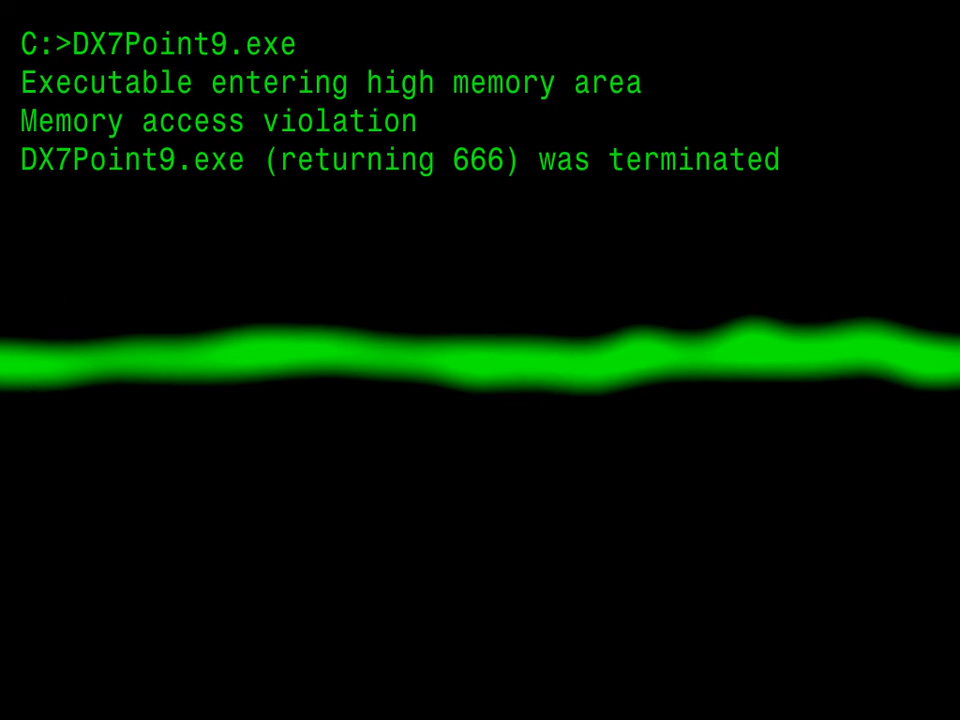 C:>DX7Point9.exe
Executable entering high memory area
Memory access violation
DX7Point9.exe (returning 666) was terminated